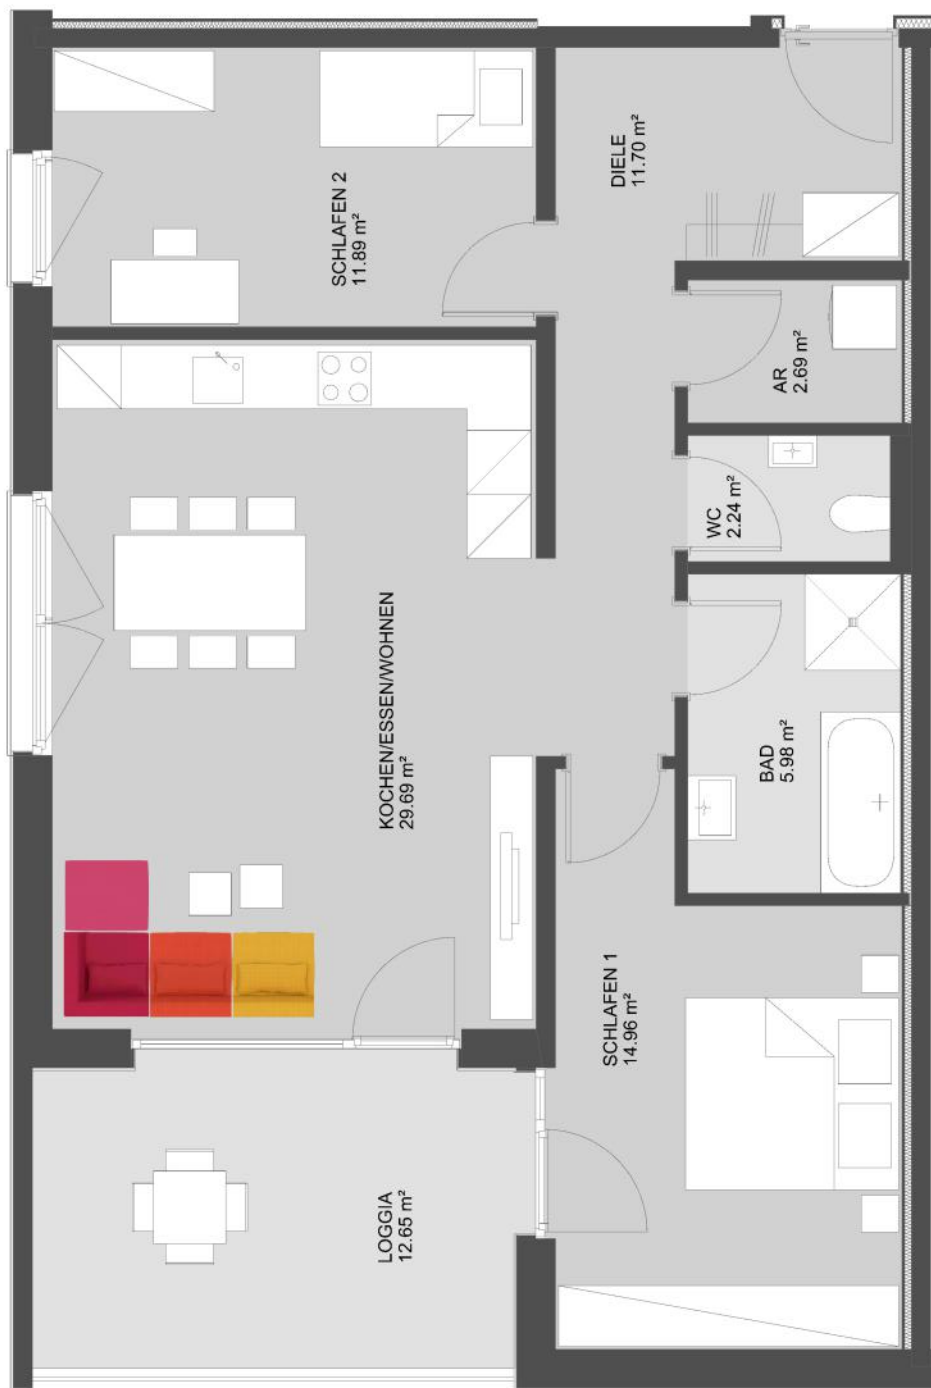 SCHLAFEN 2
11.89 m²
DIELE
11.70 m²
AR
2.69 m²
WC
2.24 m²
KOCHEN/ESSEN/WOHNEN
29.69 m²
BAD
5.98 m²
SCHLAFEN 1
14.96 m²
LOGGIA
12.65 m²